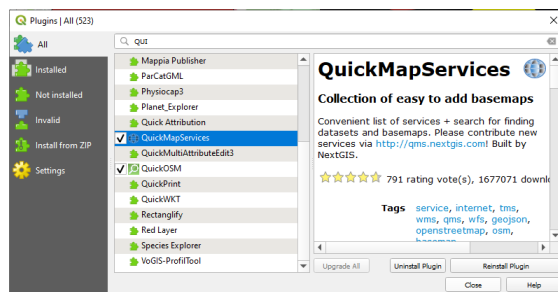 Plugins | All (523)
All
Installed
Not installed
Invalid
Install from ZIP
Settings
QUI
Mappia Publisher
ParCatGML
Physiocap3
Planet_Explorer
Quick Attribution
QuickMapServices
QuickMultiAttributeEdit3
QuickOSM
QuickPrint
QuickWKT
Rectanglify
Red Layer
Species Explorer
VoGIS-ProfilTool
QuickMapServices
Collection of easy to add basemaps
Convenient list of services + search for finding
datasets and basemaps. Please contribute new
services via http://qms.nextgis.com! Built by
NextGIS.
791 rating vote(s), 1677071 downl
Tags service, internet, tms,
wms, qms, wfs, geojson,
openstreetmap, osm,
Upgrade All
Uninstall Plugin
Reinstall Plugin
Close
Help